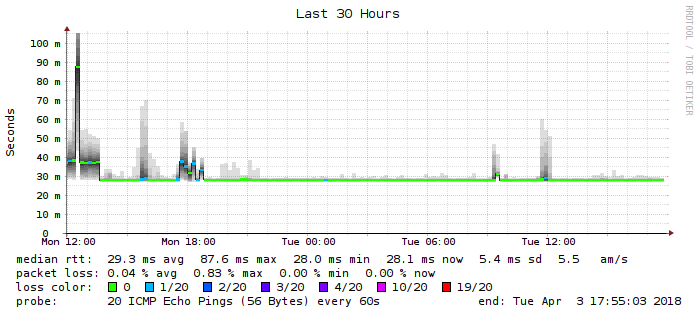 Last 30 Hours
RRDTOOL / TOBI OETIKER
Seconds
100 m
90 m
80 m
70 m
60 m
50 m
40 m
30 m
20 m
10 m
0
Mon 12:00 Mon 18:00 Tue 00:00 Tue 06:00 Tue 12:00
median rtt: 29.3 ms avg 87.6 ms max 28.0 ms min 28.1 ms now 5.4 ms sd 5.5 am/s
packet loss: 0.04 % avg 0.83 % max 0.00 % min 0.00 % now
loss color: 0 1/20 2/20 3/20 4/20 10/20 19/20
probe: 20 ICMP Echo Pings (56 Bytes) every 60s end: Tue Apr 3 17:55:03 2018